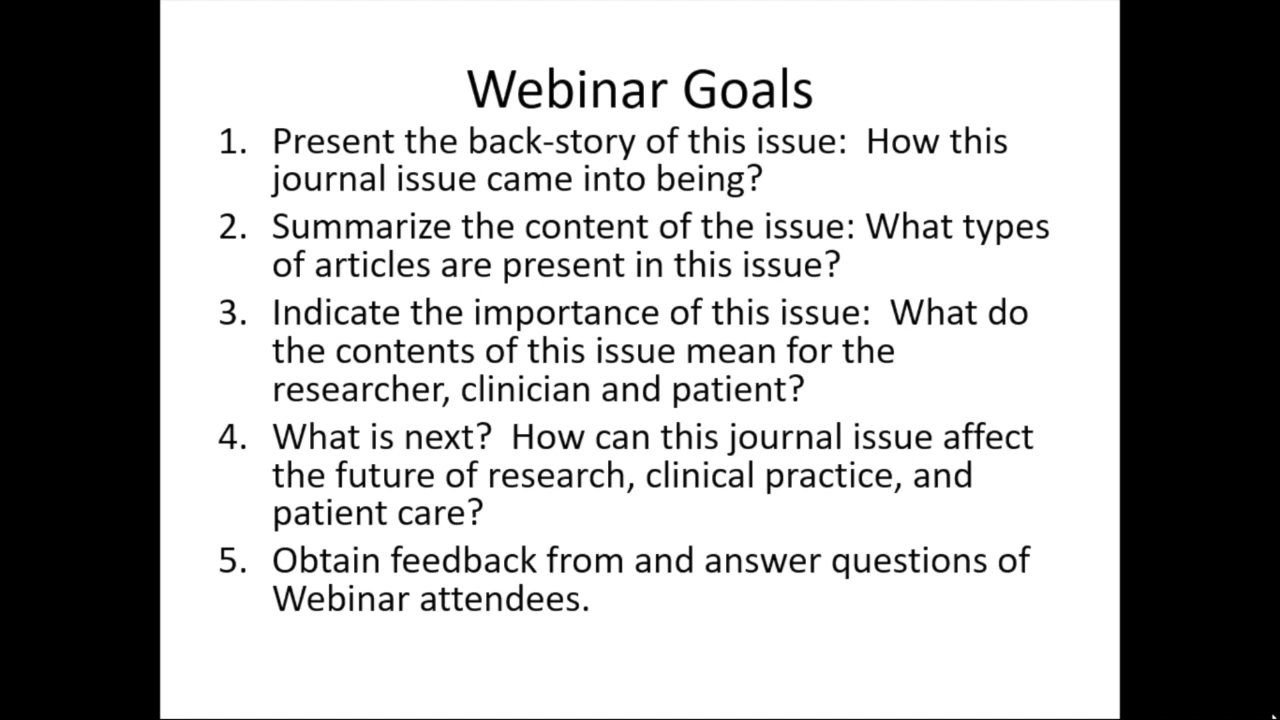 Webinar Goals
1. Present the back-story of this issue:  How this
journal issue came into being?
2. Summarize the content of the issue: What types
of articles are present in this issue?
3. Indicate the importance of this issue:  What do
the contents of this issue mean for the
researcher, clinician and patient?
4. What is next?  How can this journal issue affect
the future of research, clinical practice, and
patient care?
5. Obtain feedback from and answer questions of
Webinar attendees.